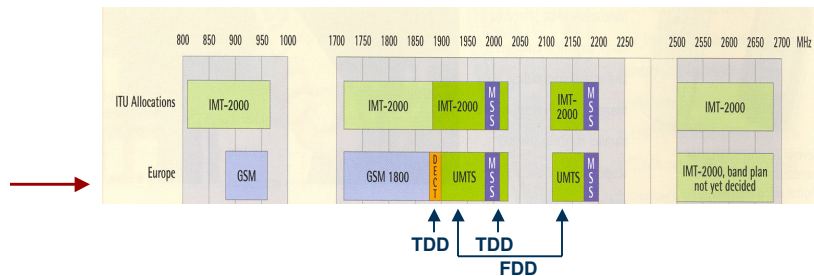 800 850 900 950 1000 1700 1750 1800 1850 1900 1950 2000 2050 2100 2150 2200 2250 2500 2550 2600 2650 2700 MHz
ITU Allocations IMT-2000 IMT-2000 IMT-2000 MSS IMT-2000 MSS IMT-2000
Europe GSM GSM 1800 DECT UMTS MSS UMTS MSS IMT-2000, band plan not yet decided
TDD TDD
FDD